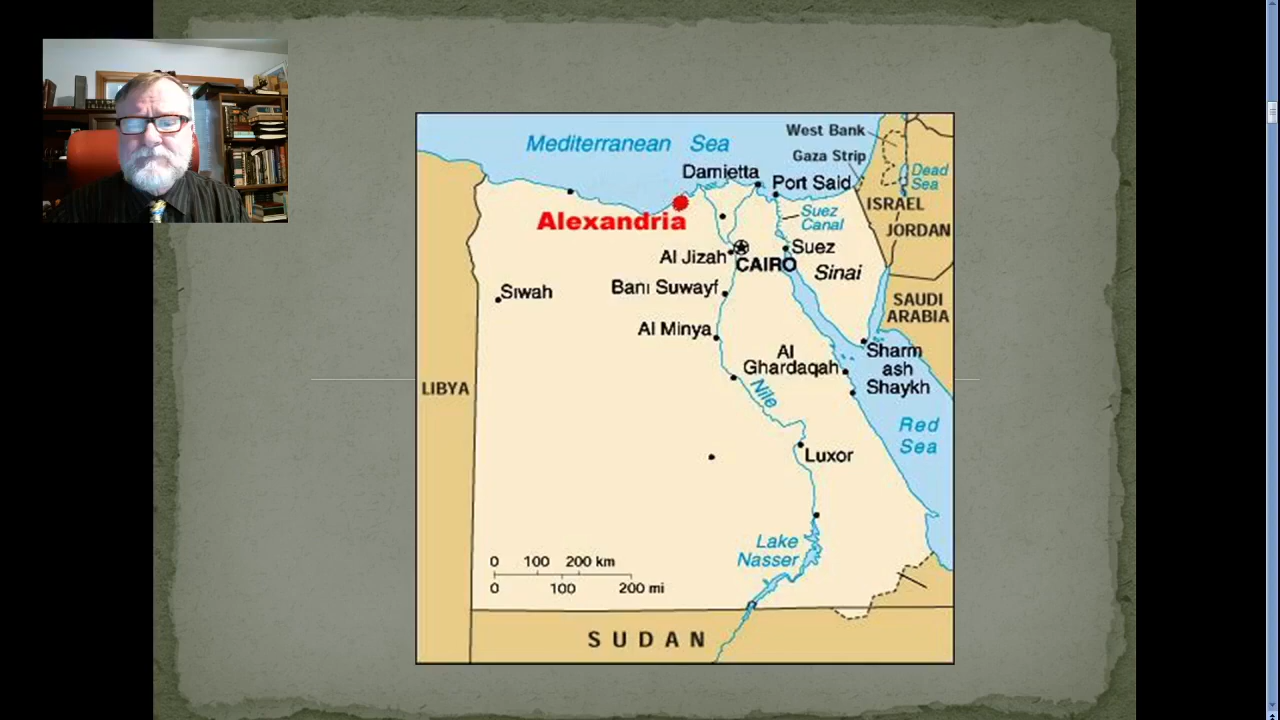 Mediterranean Sea
West Bank
Gaza Strip
Damietta
Port Said
Dead
Sea
ISRAEL
Alexandria
Suez
Canal
JORDAN
Al Jizah
CAIRO
Suez
Sinai
Siwah
Bani Suwayf
SAUDI
ARABIA
Al Minya
Al
Ghardaqah
Sharm
ash
Shaykh
LIBYA
Nile
Red
Sea
Luxor
Lake
Nasser
0 100 200 km
0 100 200 mi
SUDAN